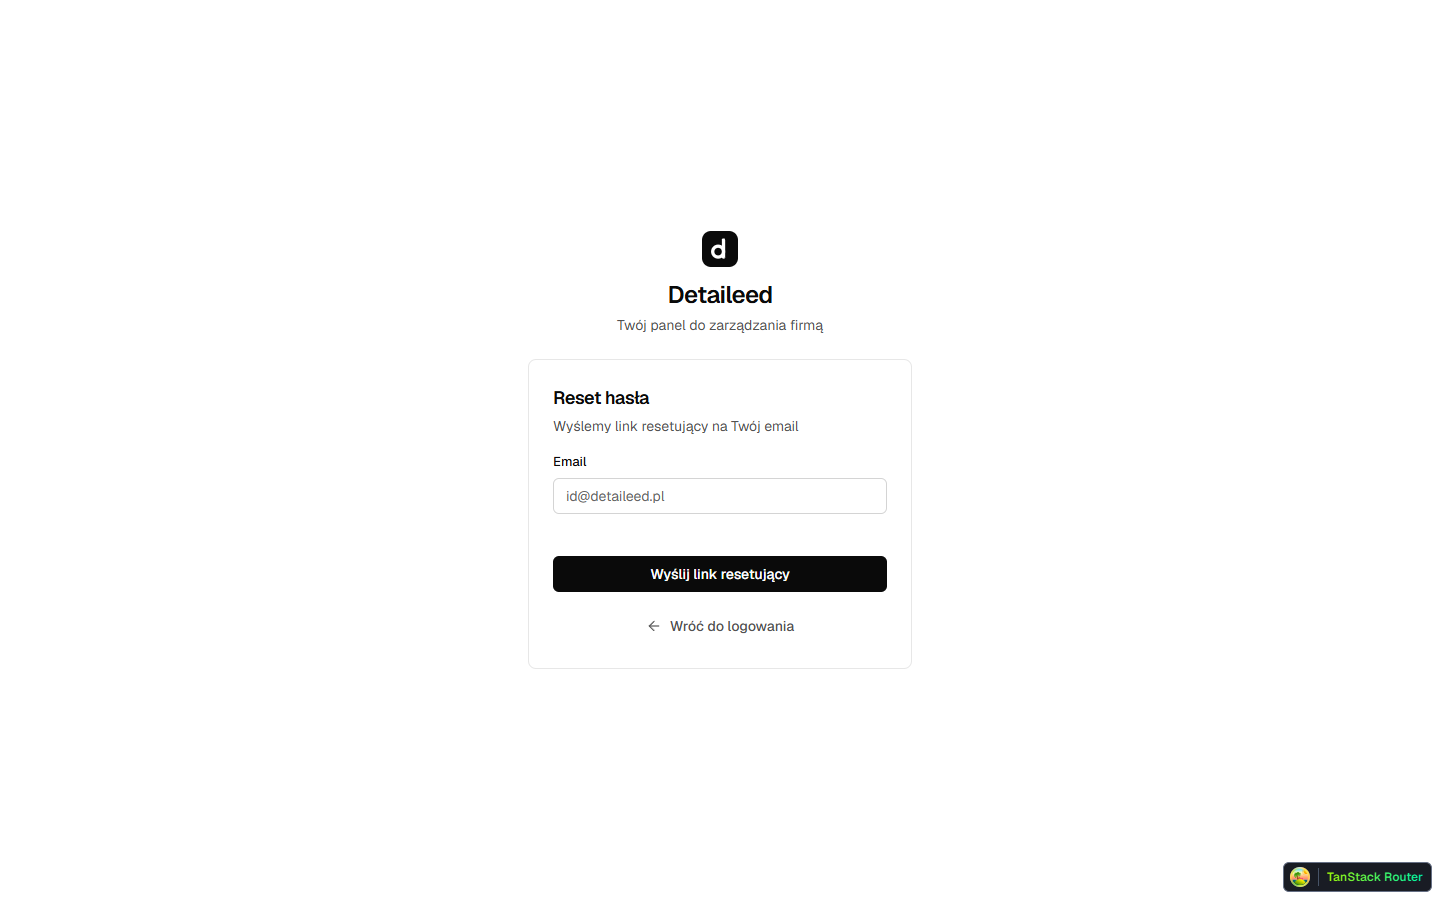 d
Detaileed
Twój panel do zarządzania firmą
Reset hasła
Wyślemy link resetujący na Twój email
Email
id@detaileed.pl
Wyślij link resetujący
Wróć do logowania
TanStack Router